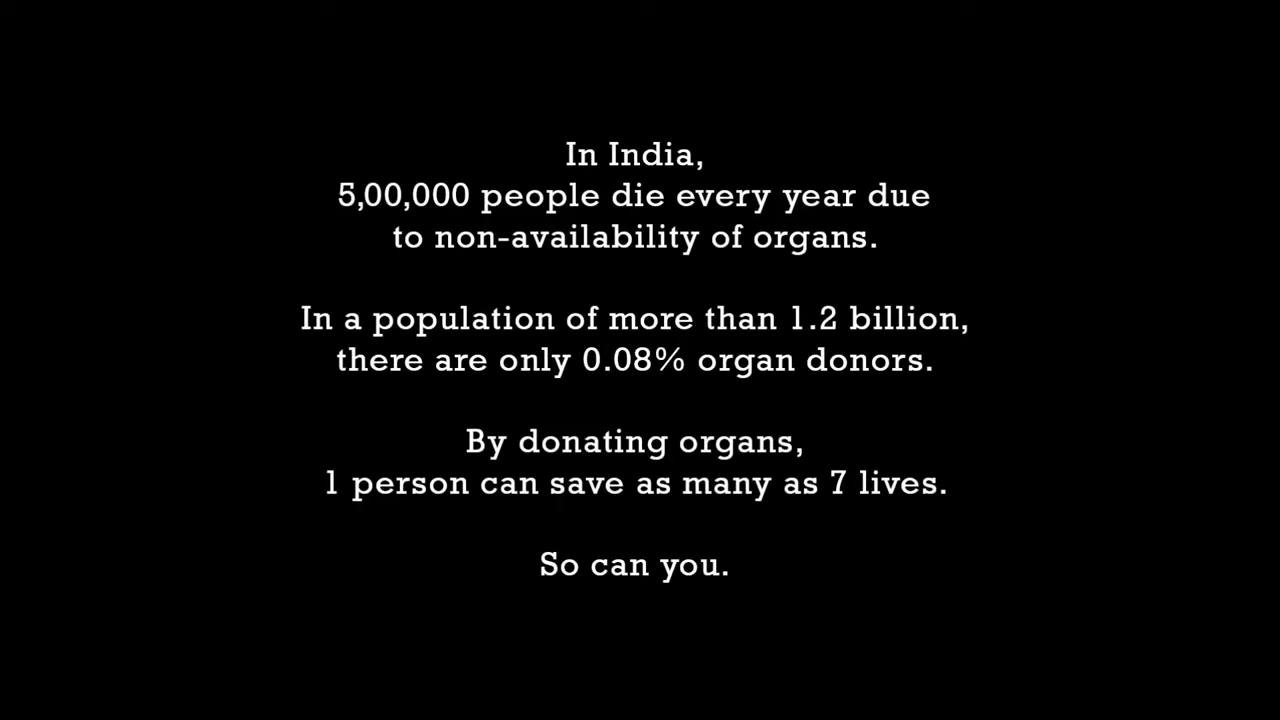 In India,
5,00,000 people die every year due
to non-availability of organs.
In a population of more than 1.2 billion,
there are only 0.08% organ donors.
By donating organs,
1 person can save as many as 7 lives.
So can you.